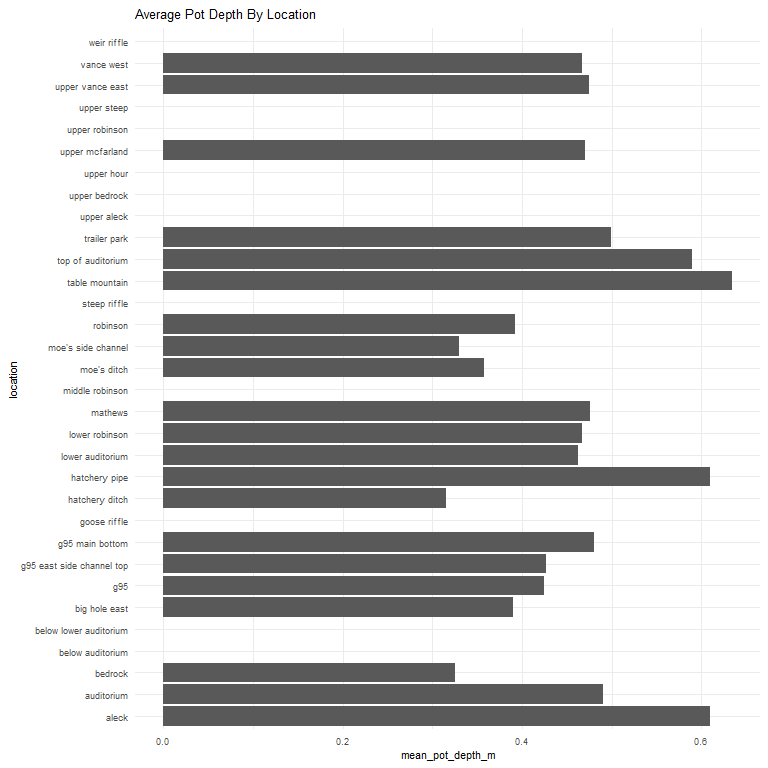 Average Pot Depth By Location
weir riffle
vance west
upper vance east
upper steep
upper robinson
upper mcfarland
upper hour
upper bedrock
upper aleck
trailer park
top of auditorium
table mountain
steep riffle
robinson
moe's side channel
moe's ditch
middle robinson
mathews
lower robinson
lower auditorium
hatchery pipe
hatchery ditch
goose riffle
g95 main bottom
g95 east side channel top
g95
big hole east
below lower auditorium
below auditorium
bedrock
auditorium
aleck
location
0.0 0.2 0.4 0.6
mean_pot_depth_m